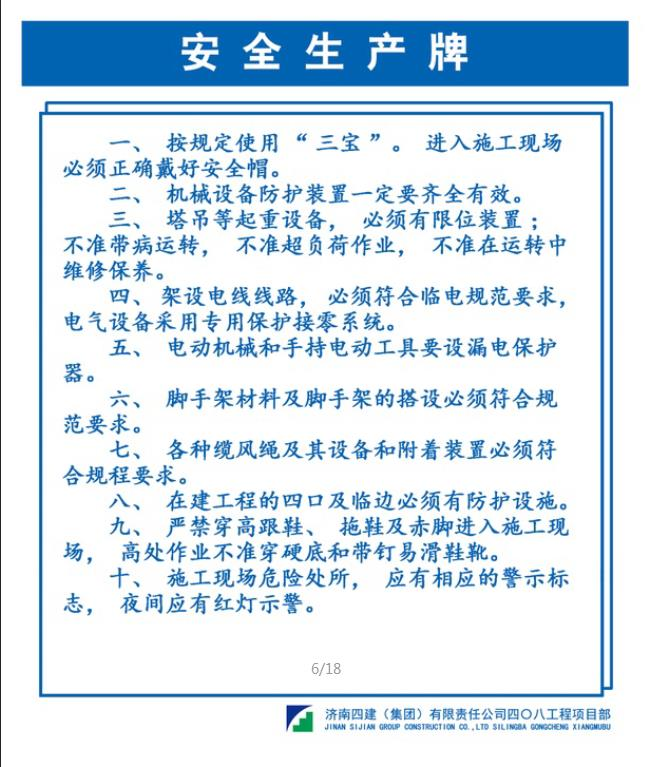 安全生产牌
一、 按规定使用 “三宝”。 进入施工现场
必须正确戴好安全帽。
二、 机械设备防护装置一定要齐全有效。
三、 塔吊等起重设备, 必须有限位装置;
不准带病运转, 不准超负荷作业, 不准在运转中
维修保养。
四、 架设电线线路, 必须符合临电规范要求,
电气设备采用专用保护接零系统。
五、 电动机械和手持电动工具要设漏电保护
器。
六、 脚手架材料及脚手架的搭设必须符合规
范要求。
七、 各种缆风绳及其设备和附着装置必须符
合规程要求。
八、 在建工程的四口及临边必须有防护设施。
九、 严禁穿高跟鞋、 拖鞋及赤脚进入施工现
场, 高处作业不准穿硬底和带钉易滑鞋靴。
十、 施工现场危险处所, 应有相应的警示标
志, 夜间应有红灯示警。
6/18
济南四建（集团）有限责任公司四〇八工程项目部
JINAN SIJIAN GROUP CONSTRUCTION CO.,LTD SILINGBA GONGCHENG XIANGMUBU